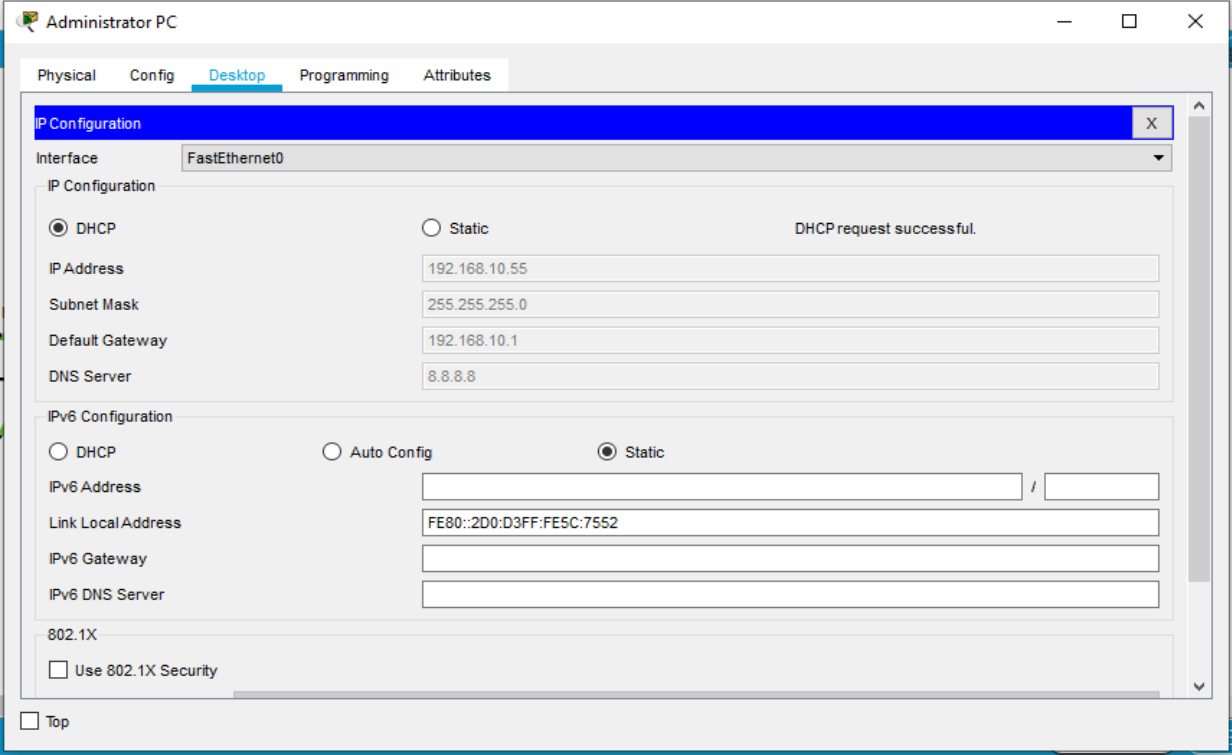 Administrator PC
Physical Config Desktop Programming Attributes
IP Configuration X
Interface FastEthernet0
IP Configuration
DHCP Static DHCP request successful.
IP Address 192.168.10.55
Subnet Mask 255.255.255.0
Default Gateway 192.168.10.1
DNS Server 8.8.8.8
IPv6 Configuration
DHCP Auto Config Static
IPv6 Address /
Link Local Address FE80::2D0:D3FF:FE5C:7552
IPv6 Gateway
IPv6 DNS Server
802.1X
Use 802.1X Security
Top